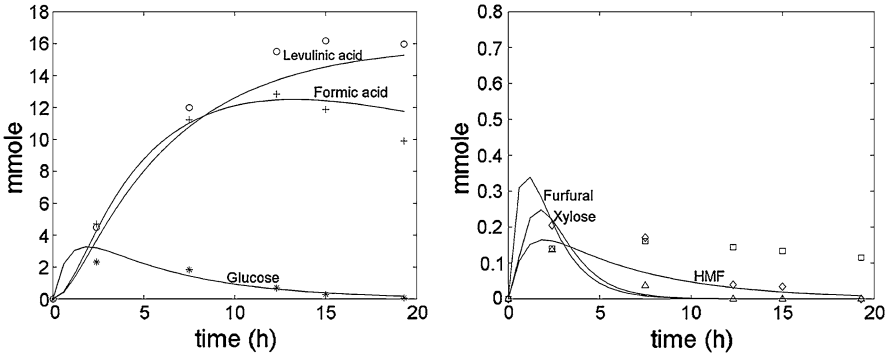 18
16
14
12
10
8
6
4
2
0
mmole
Levulinic acid
Formic acid
Glucose
0 5 10 15 20
time (h)
0.8
0.7
0.6
0.5
0.4
0.3
0.2
0.1
0
mmole
Furfural
Xylose
HMF
0 5 10 15 20
time (h)